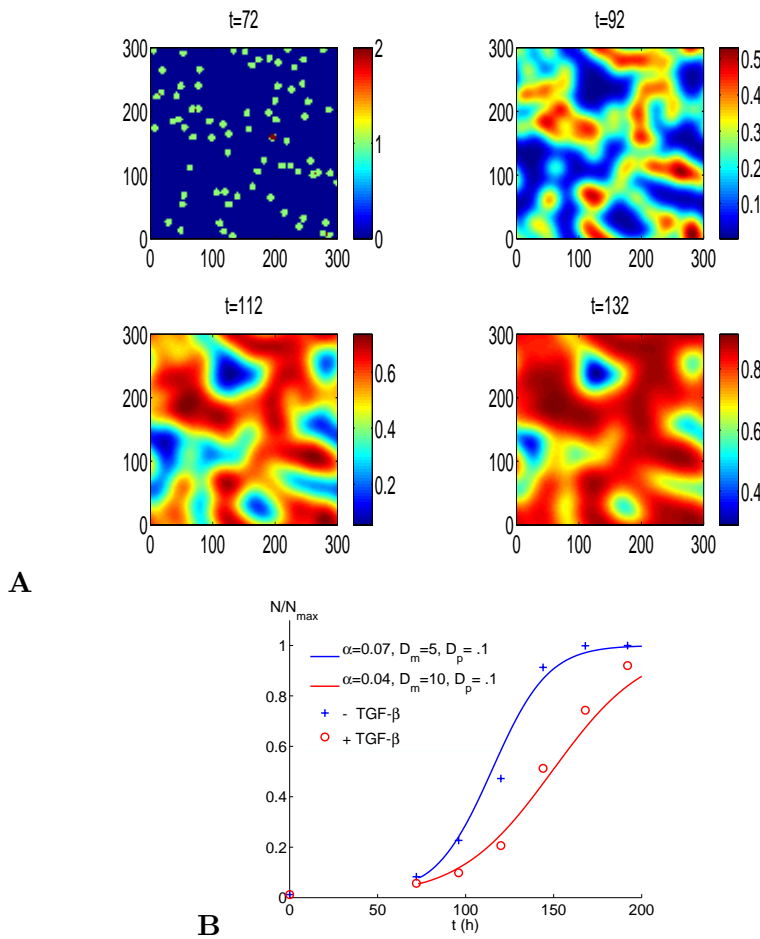 t=72
300
200
100
0
0 100 200 300
2
1
0
t=92
300
200
100
0
0 100 200 300
0.5
0.4
0.3
0.2
0.1
t=112
300
200
100
0
0 100 200 300
0.6
0.4
0.2
t=132
300
200
100
0
0 100 200 300
0.8
0.6
0.4
A
N/N_max
1
0.8
0.6
0.4
0.2
0
α=0.07, D_m=5, D_p= .1
α=0.04, D_m=10, D_p= .1
- TGF-β
+ TGF-β
0 50 100 150 200
t (h)
B